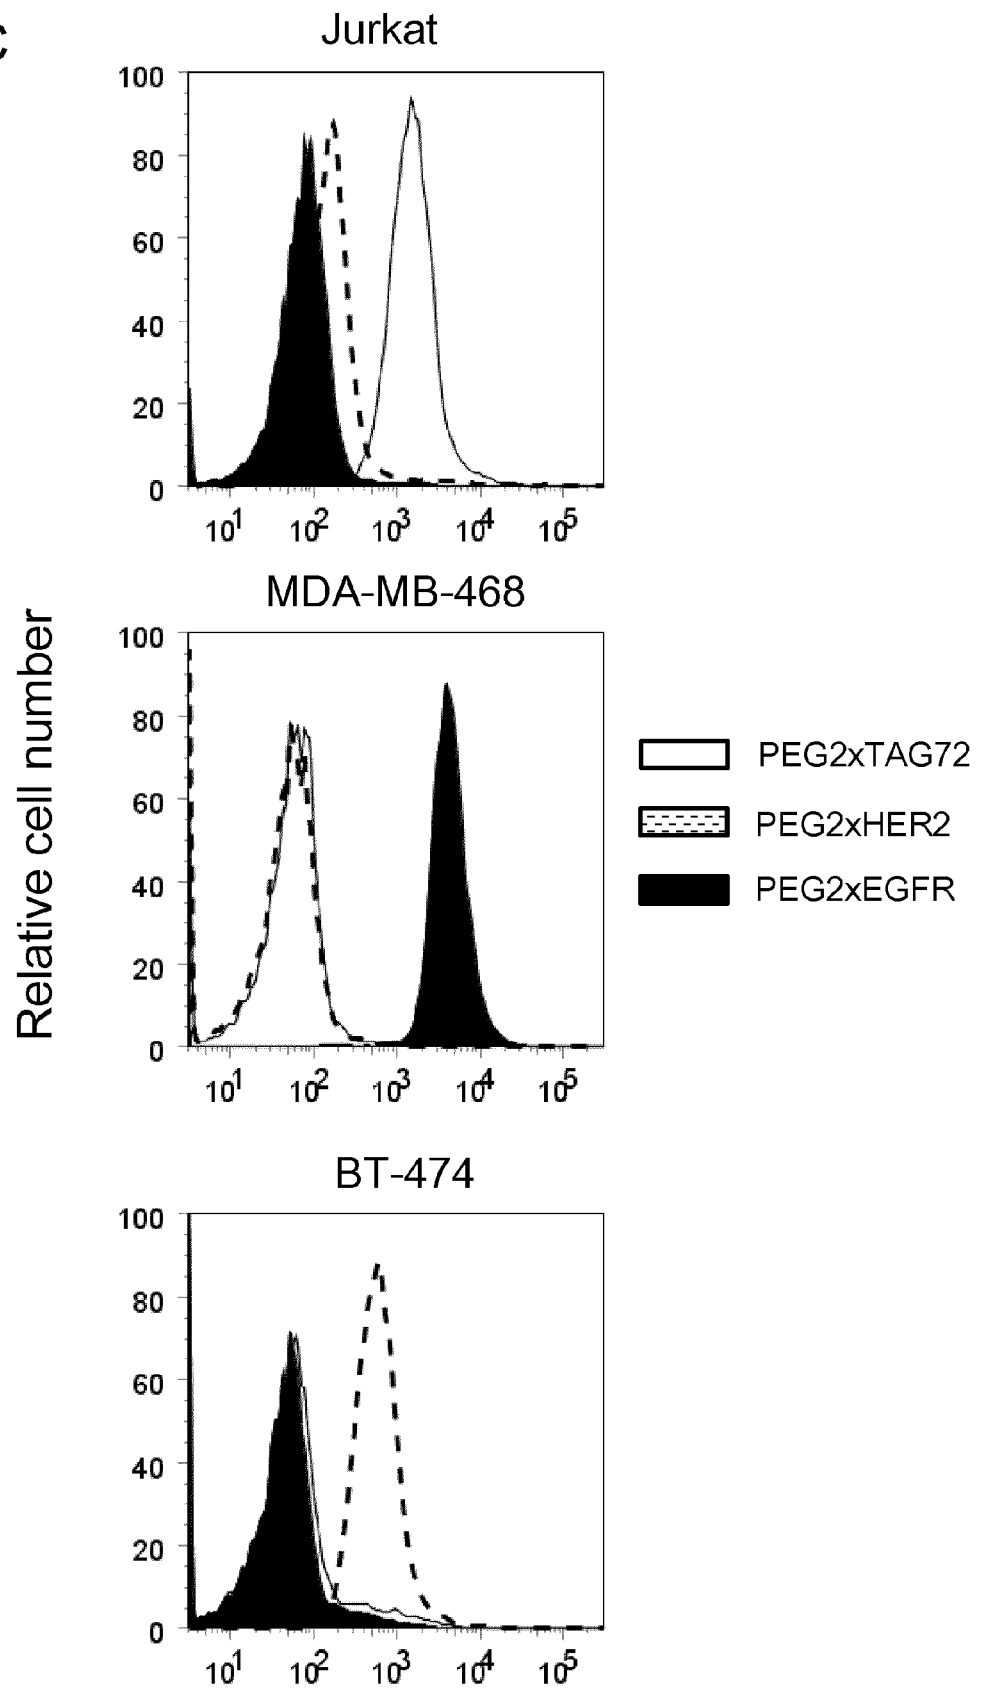 C
Jurkat
100
80
60
40
20
0
10¹ 10² 10³ 10⁴ 10⁵
MDA-MB-468
100
80
60
40
20
0
10¹ 10² 10³ 10⁴ 10⁵
Relative cell number
PEG2xTAG72
PEG2xHER2
PEG2xEGFR
BT-474
100
80
60
40
20
0
10¹ 10² 10³ 10⁴ 10⁵